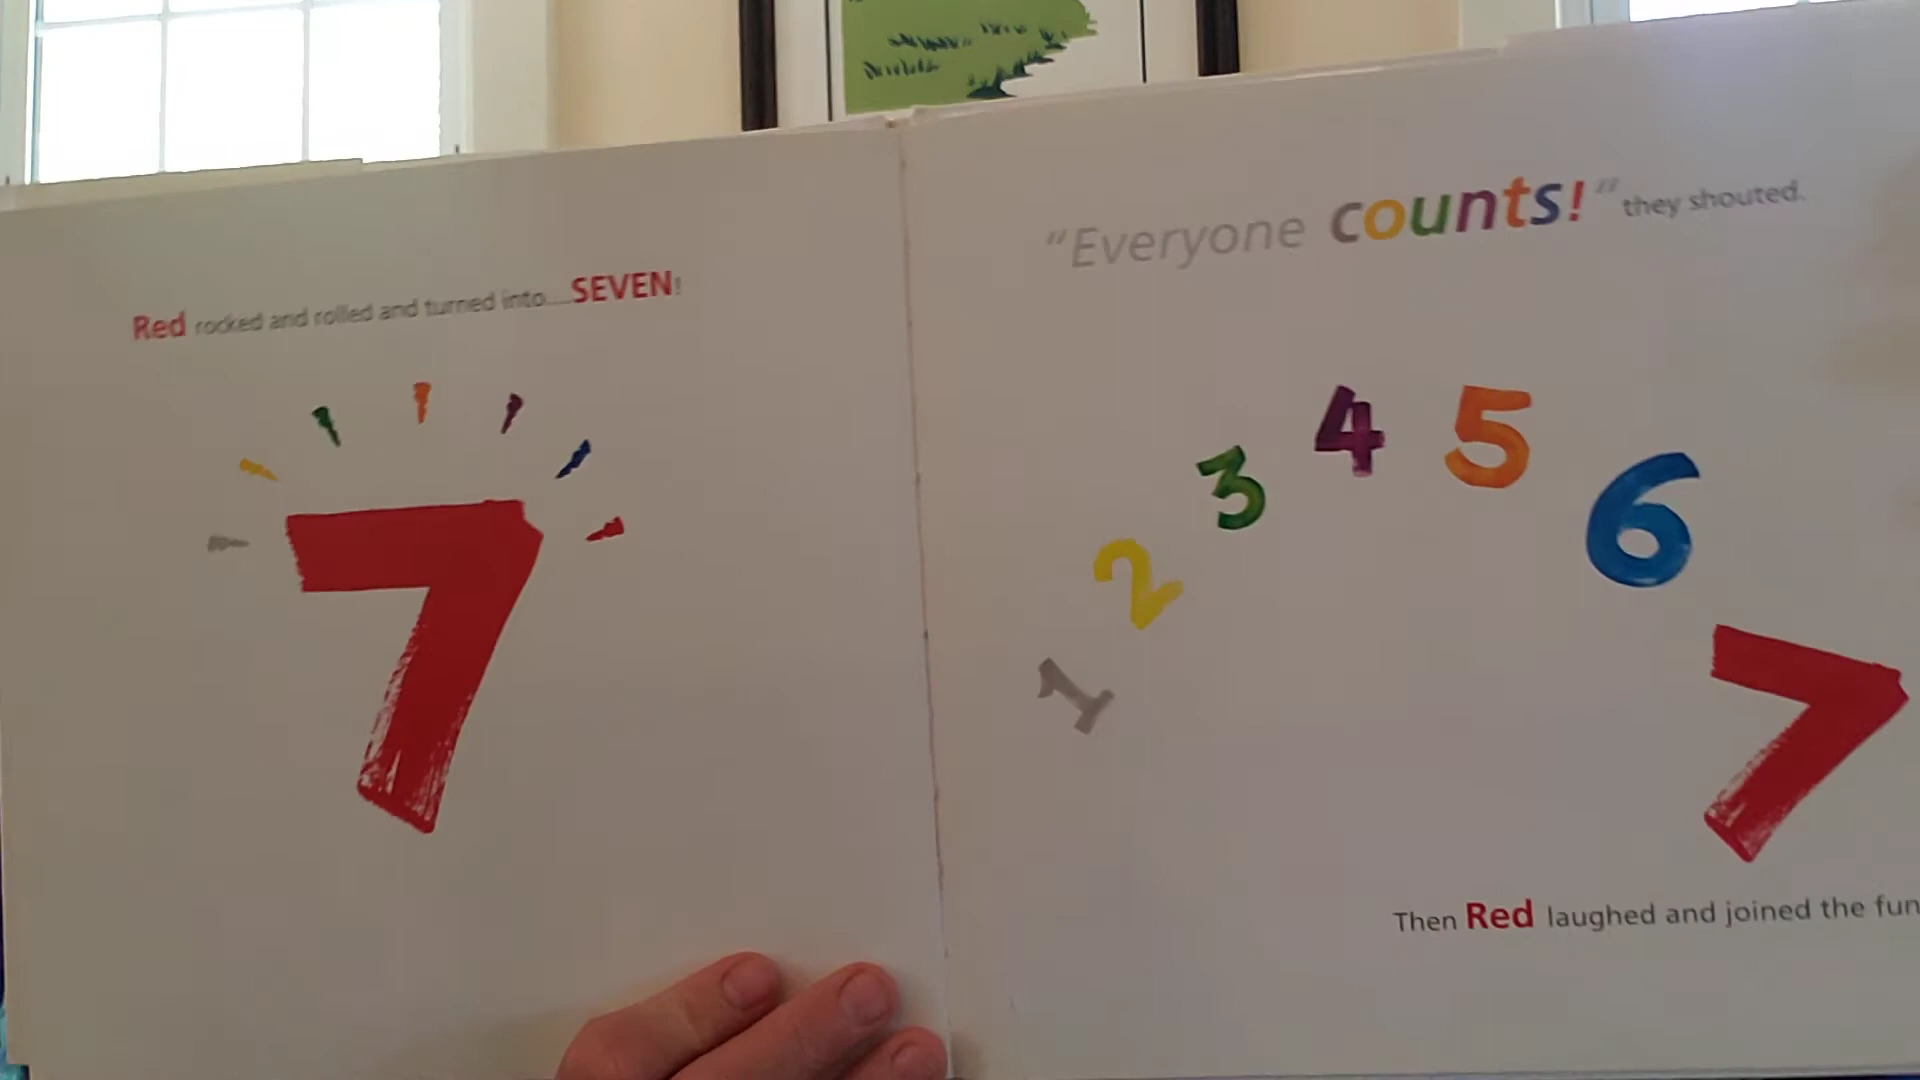 Red rocked and rolled and turned into....SEVEN!
7
"Everyone counts!" they shouted.
1 2 3 4 5 6 7
Then Red laughed and joined the fun